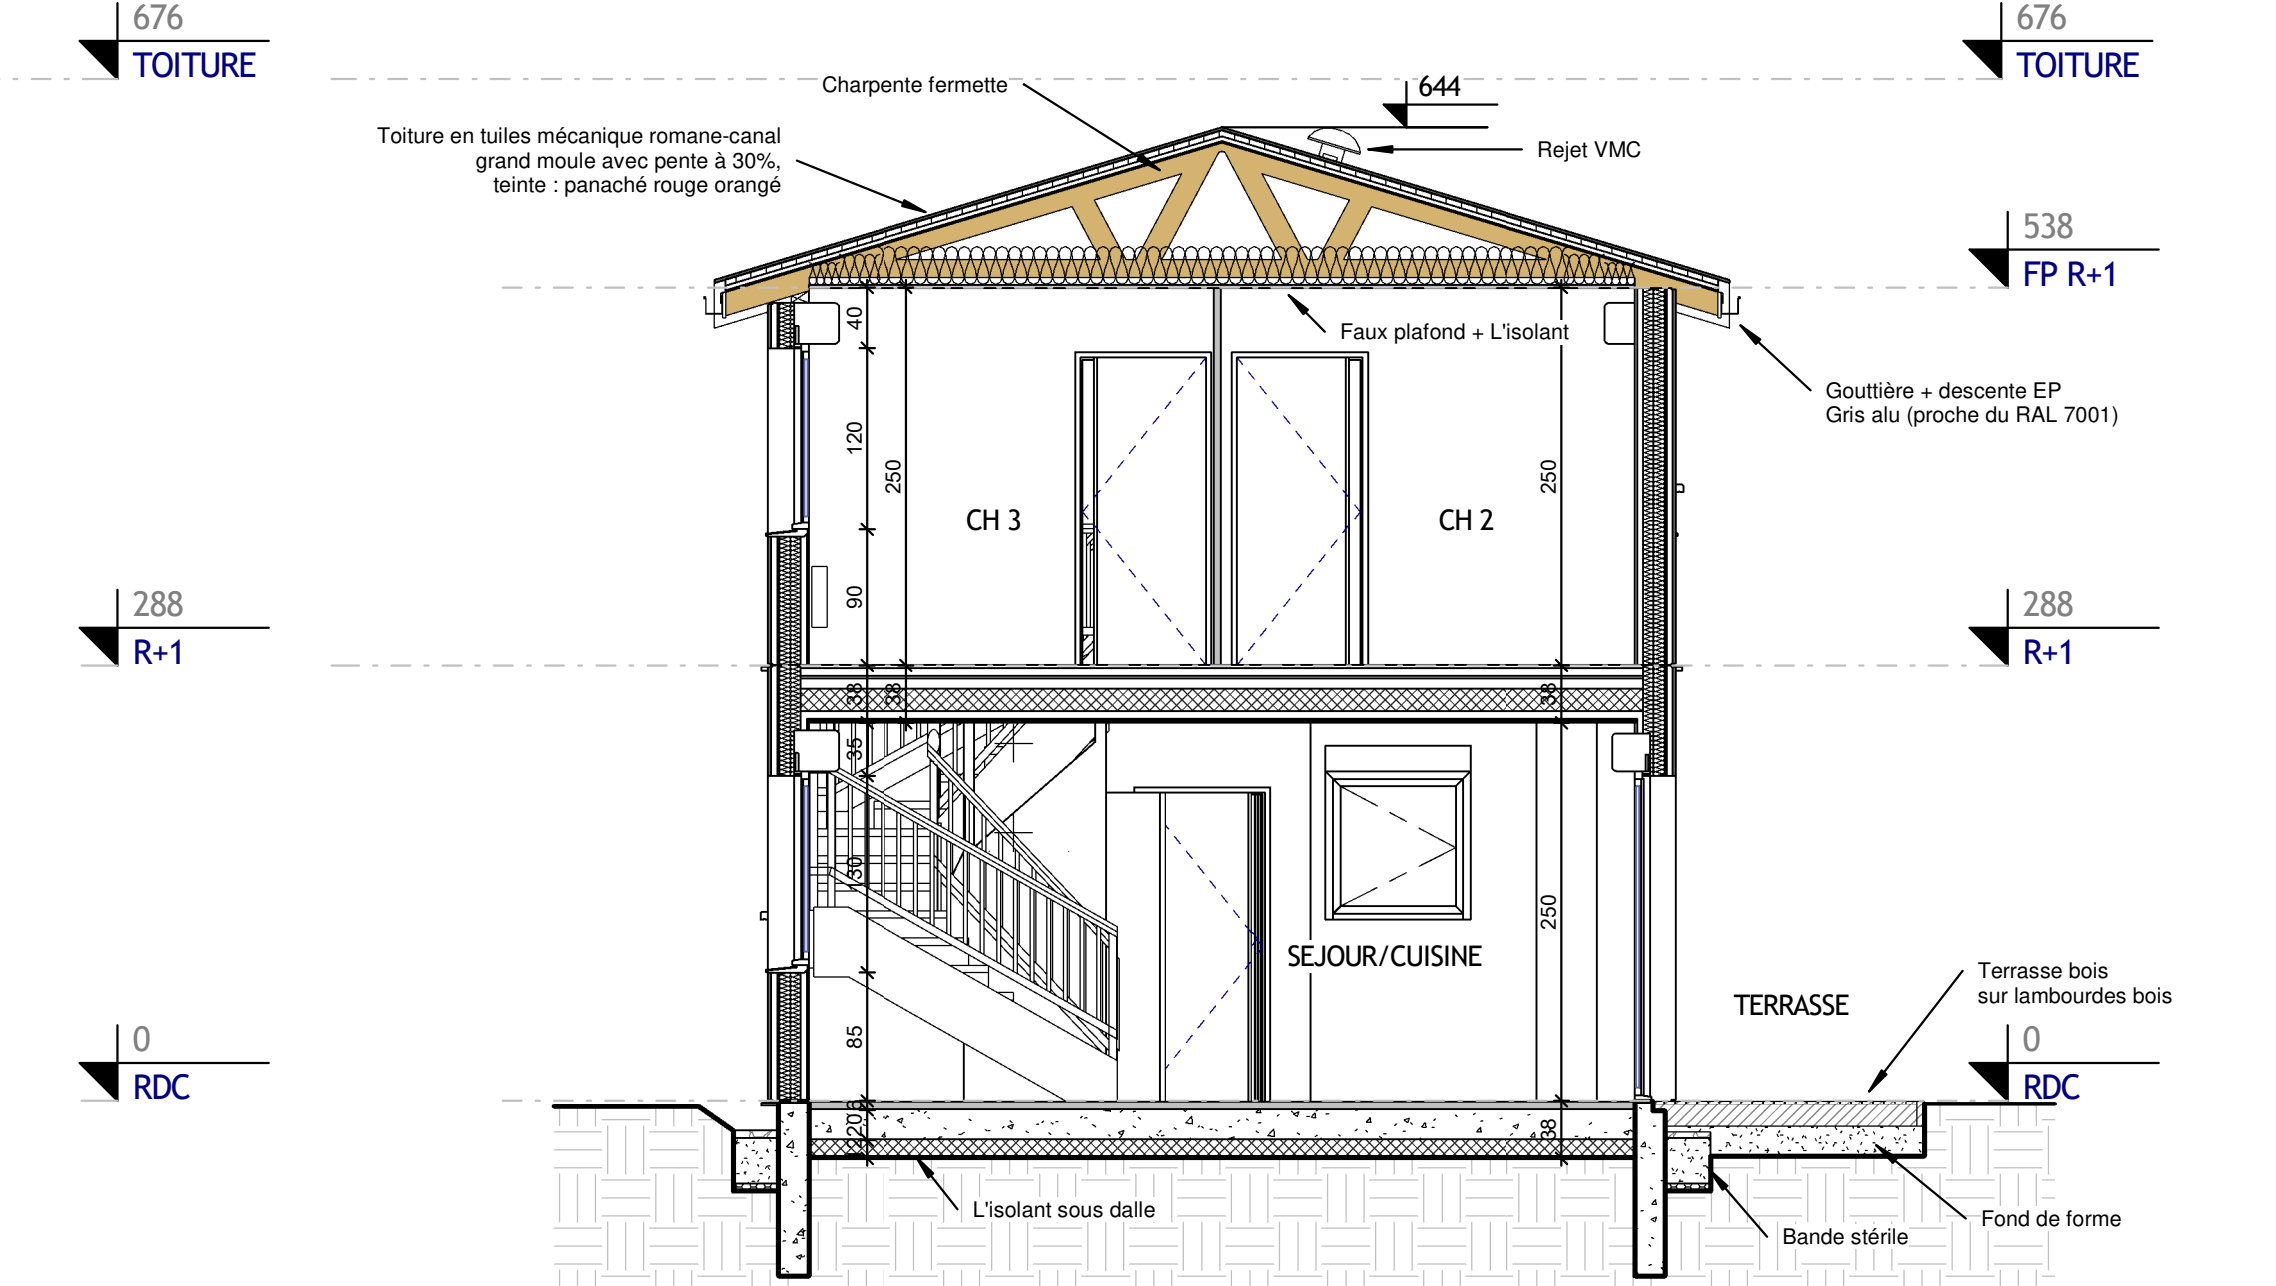 676
TOITURE
676
TOITURE
Charpente fermette
644
Toiture en tuiles mécanique romane-canal
grand moule avec pente à 30%,
teinte : panaché rouge orangé
Rejet VMC
538
FP R+1
40
Faux plafond + L'isolant
Gouttière + descente EP
Gris alu (proche du RAL 7001)
120
250
250
CH 3
CH 2
90
288
R+1
288
R+1
38
38
38
35
130
250
SEJOUR/CUISINE
Terrasse bois
sur lambourdes bois
TERRASSE
85
0
RDC
0
RDC
20
38
L'isolant sous dalle
Fond de forme
Bande stérile